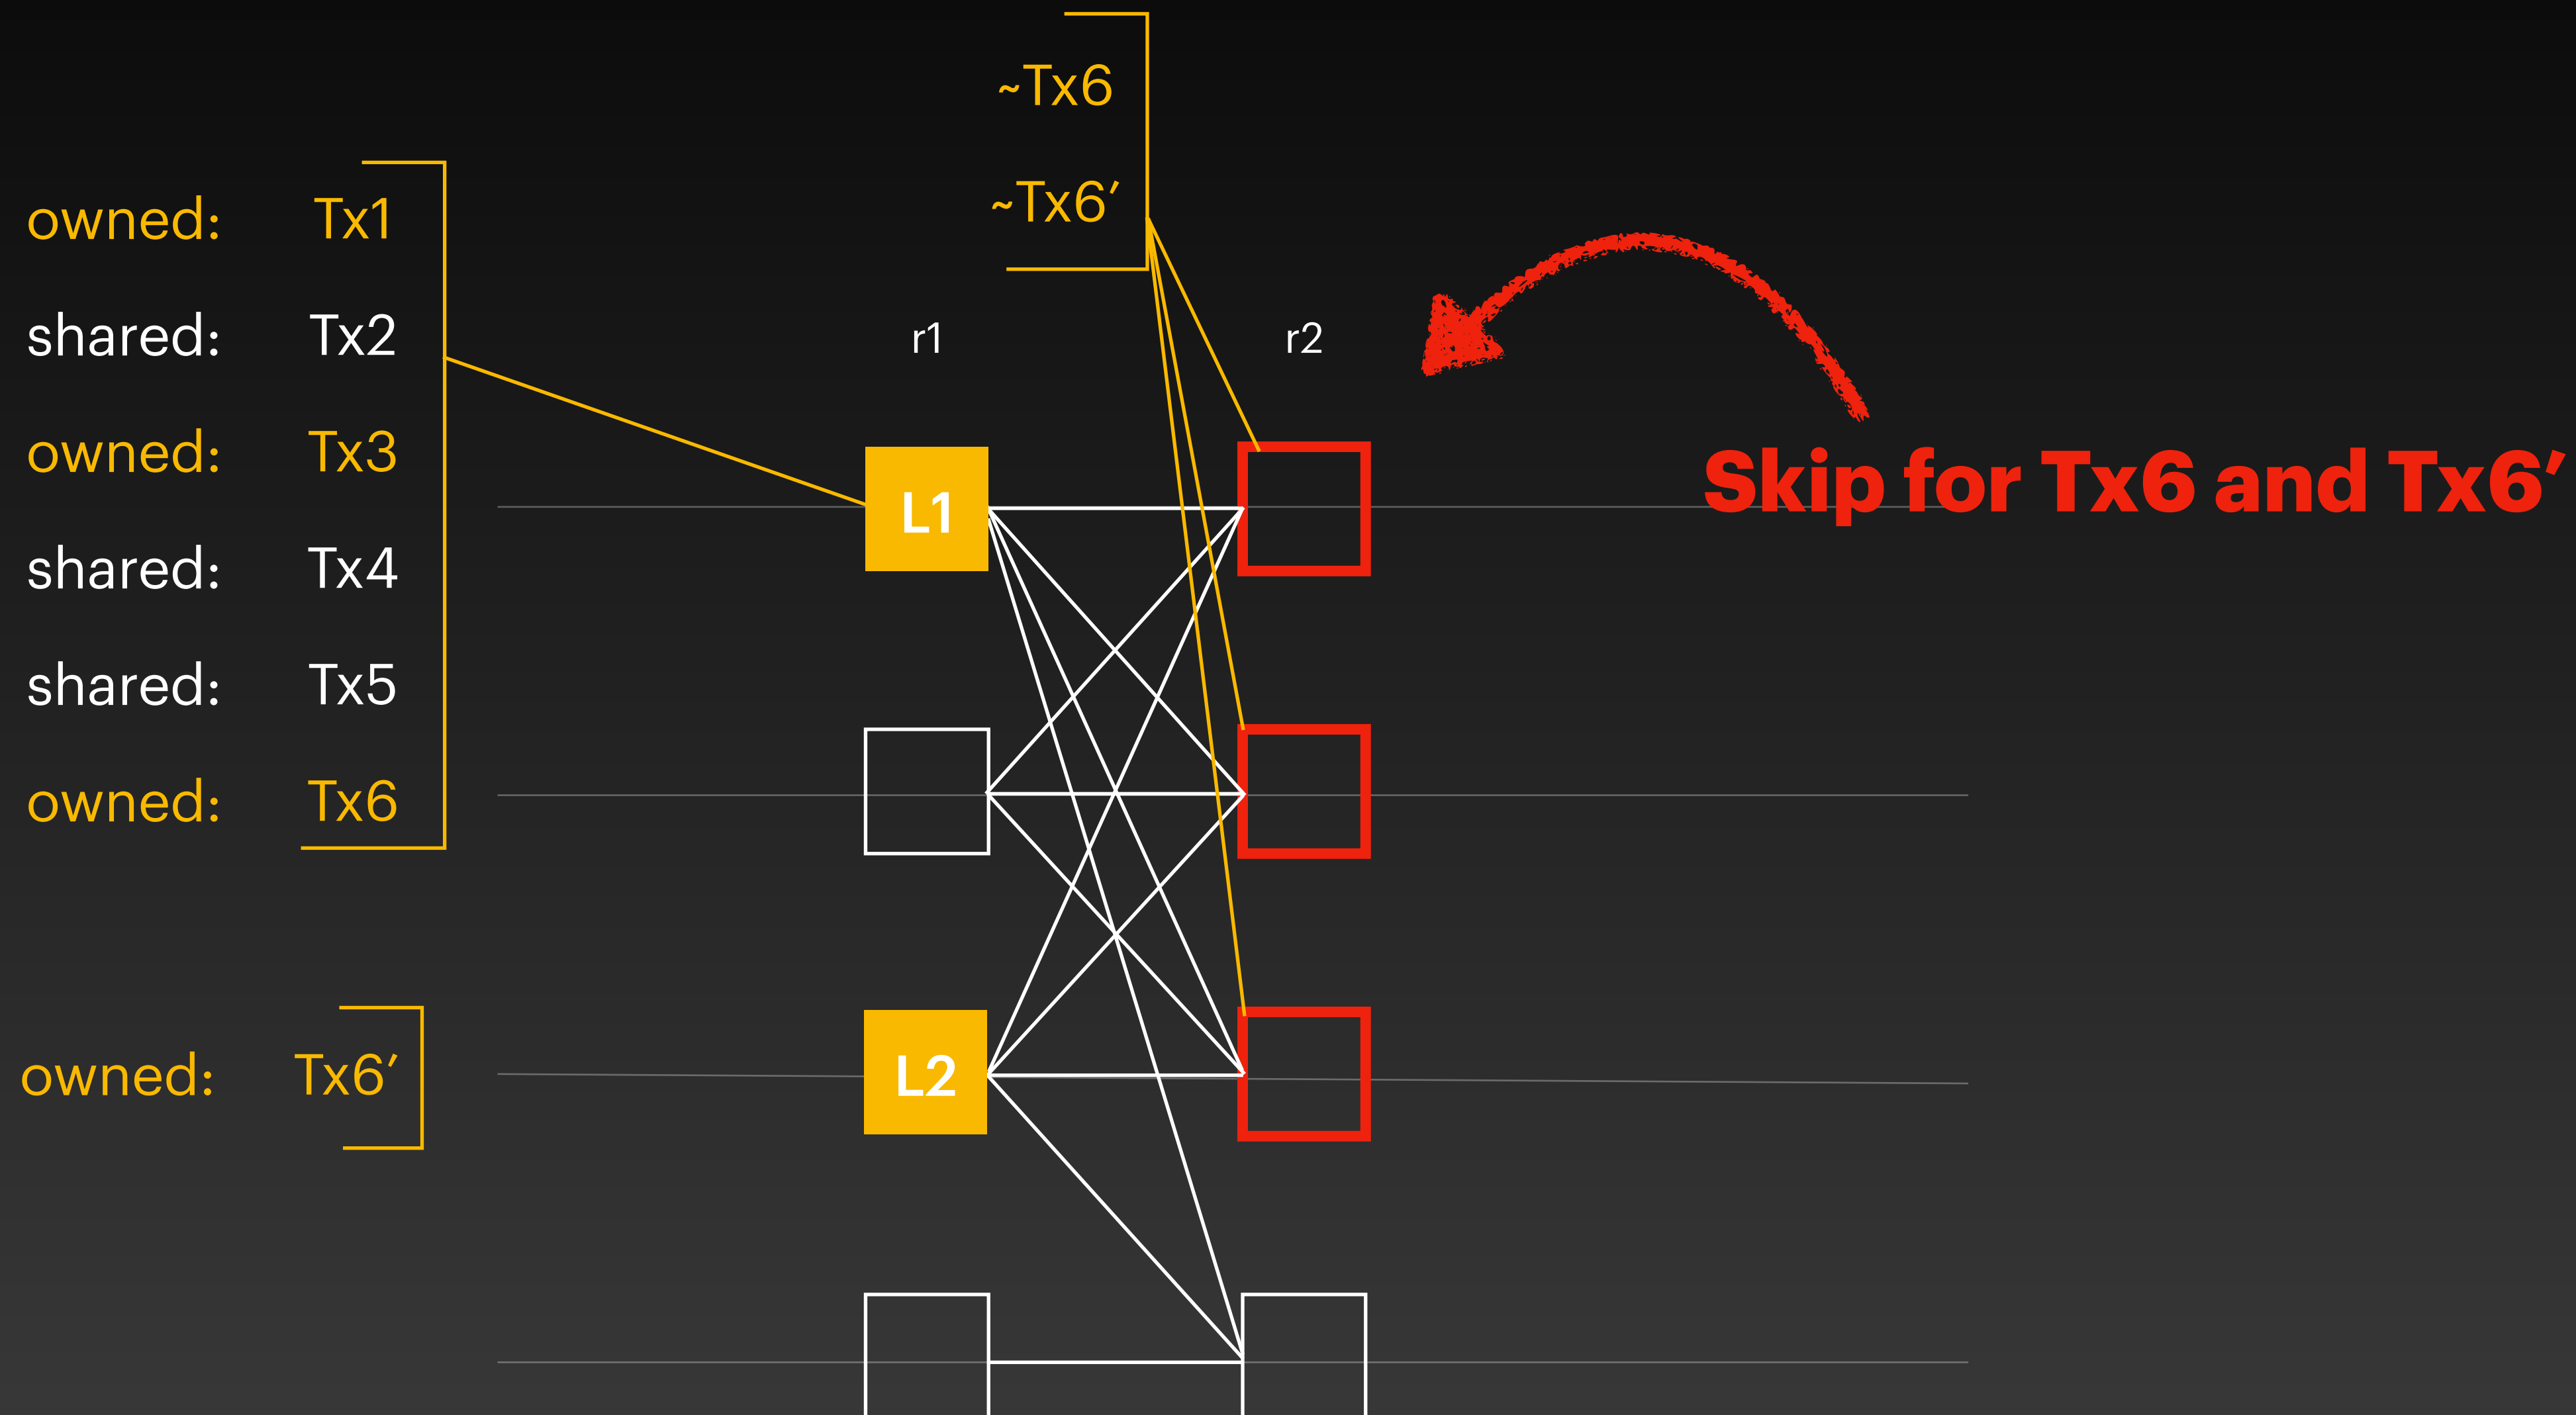 ~Tx6
~Tx6′
owned: Tx1
shared: Tx2
owned: Tx3
shared: Tx4
shared: Tx5
owned: Tx6
owned: Tx6′
r1
r2
L1
L2
Skip for Tx6 and Tx6′